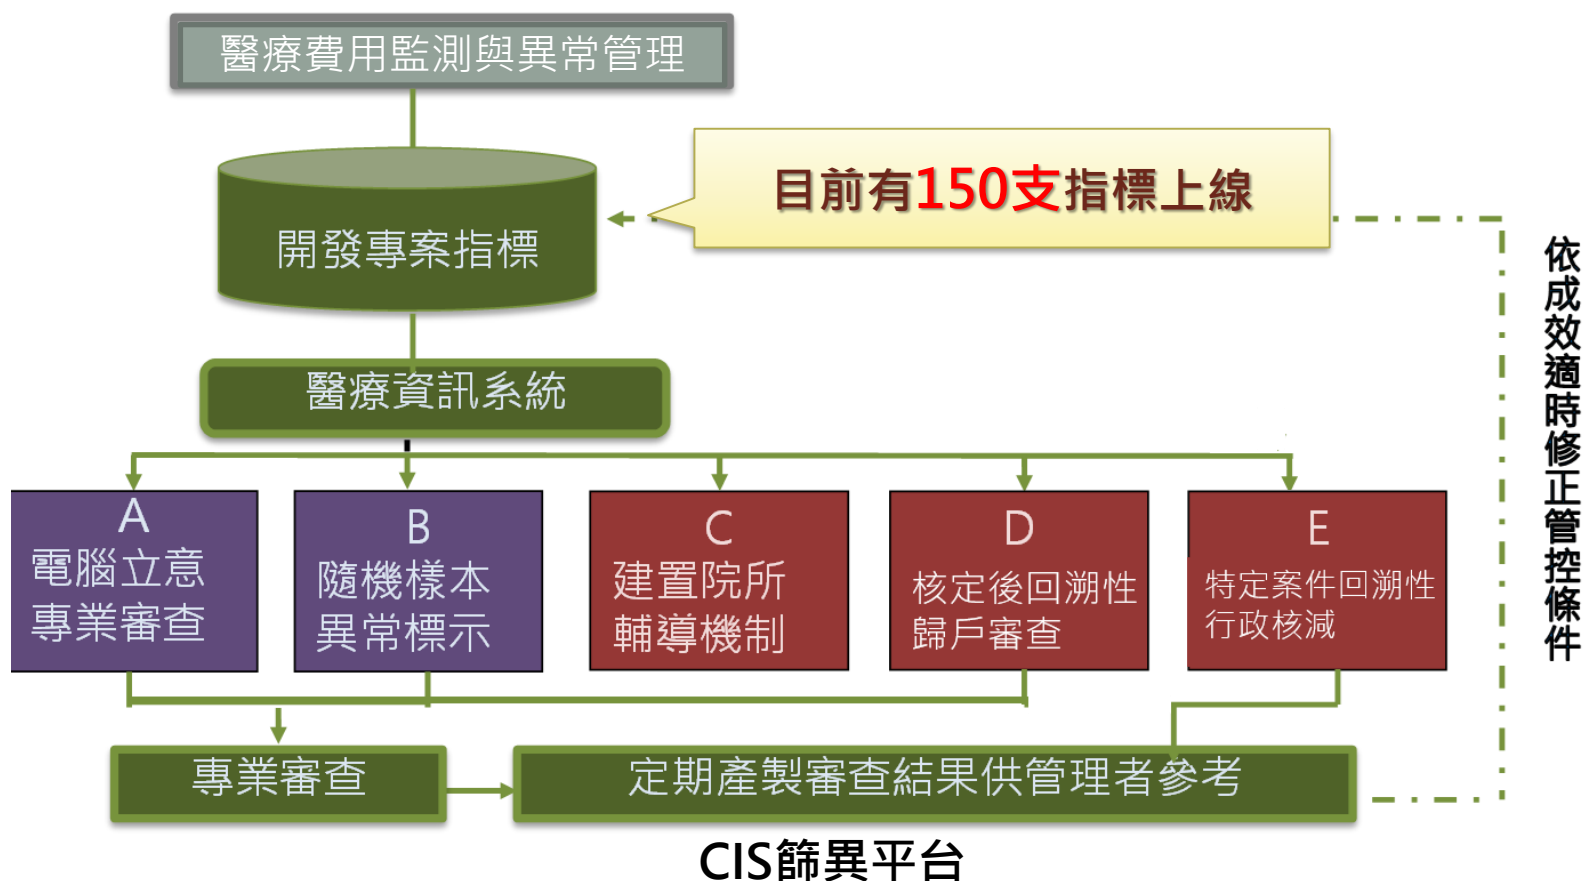 醫療費用監測與異常管理
目前有150支指標上線
開發專案指標
醫療資訊系統
A
電腦立意
專業審查
B
隨機樣本
異常標示
C
建置院所
輔導機制
D
核定後回溯性
歸戶審查
E
特定案件回溯性
行政核減
依成效適時修正管控條件
專業審查
定期產製審查結果供管理者參考
CIS篩異平台